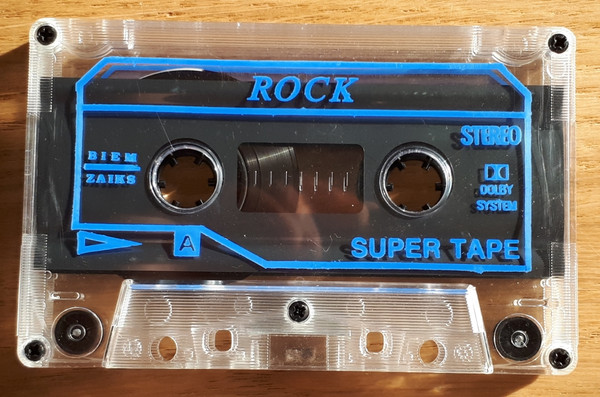 ROCK
STEREO
BIEM
ZAIKS
DOLBY
SYSTEM
A
SUPER TAPE